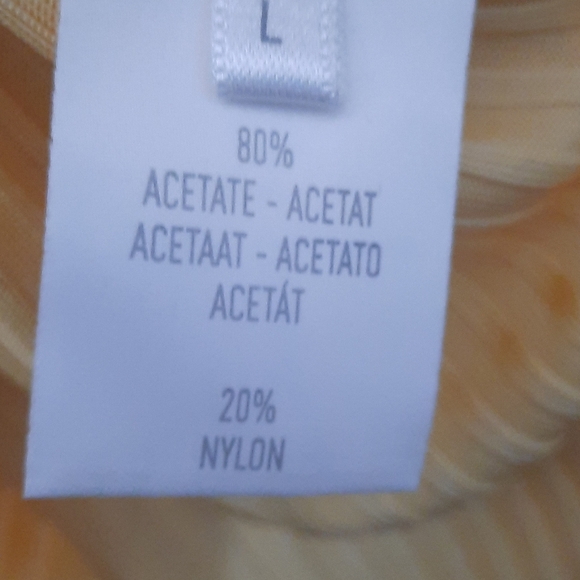 L
80%
ACETATE - ACETAT
ACETAAT - ACETATO
ACETÁT
20%
NYLON